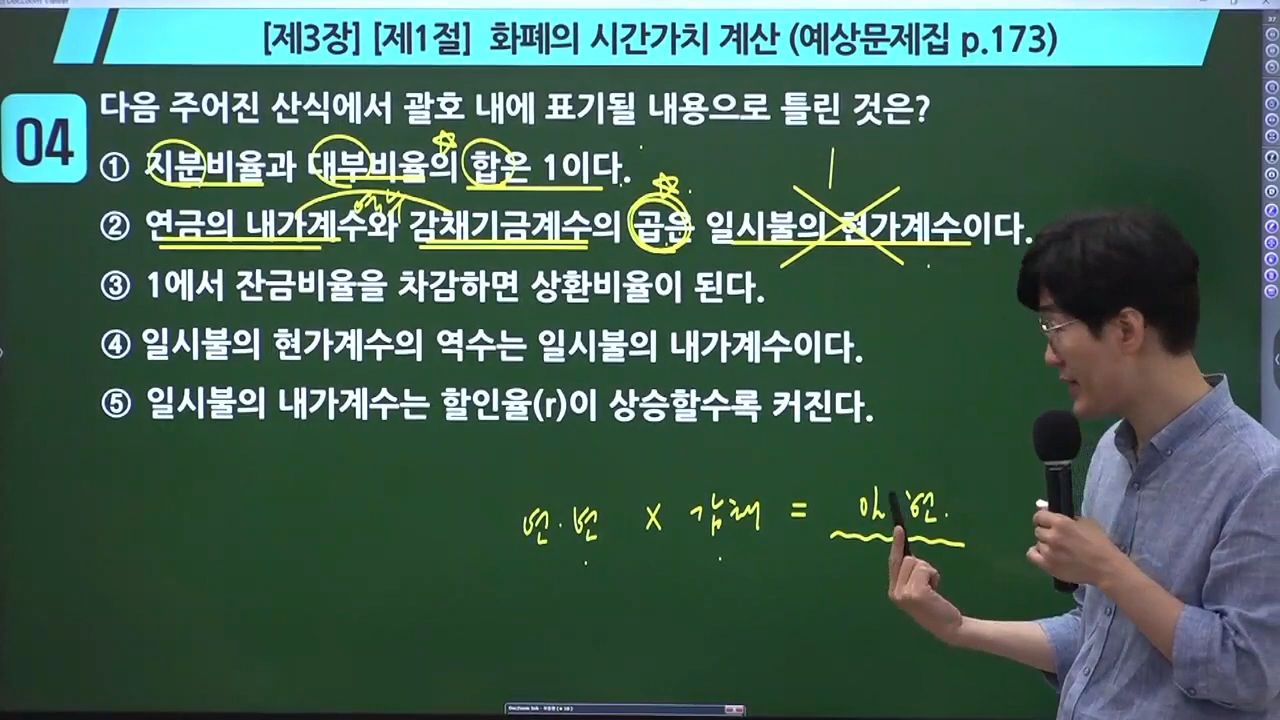 [제3장] [제1절] 화폐의 시간가치 계산 (예상문제집 p.173)
04
다음 주어진 산식에서 괄호 내에 표기될 내용으로 틀린 것은?
① 지분비율과 대부비율의 합은 1이다.
역수
1
② 연금의 내가계수와 감채기금계수의 곱은 일시불의 현가계수이다.
③ 1에서 잔금비율을 차감하면 상환비율이 된다.
④ 일시불의 현가계수의 역수는 일시불의 내가계수이다.
⑤ 일시불의 내가계수는 할인율(r)이 상승할수록 커진다.
연.현 x 감채 = 일.현.